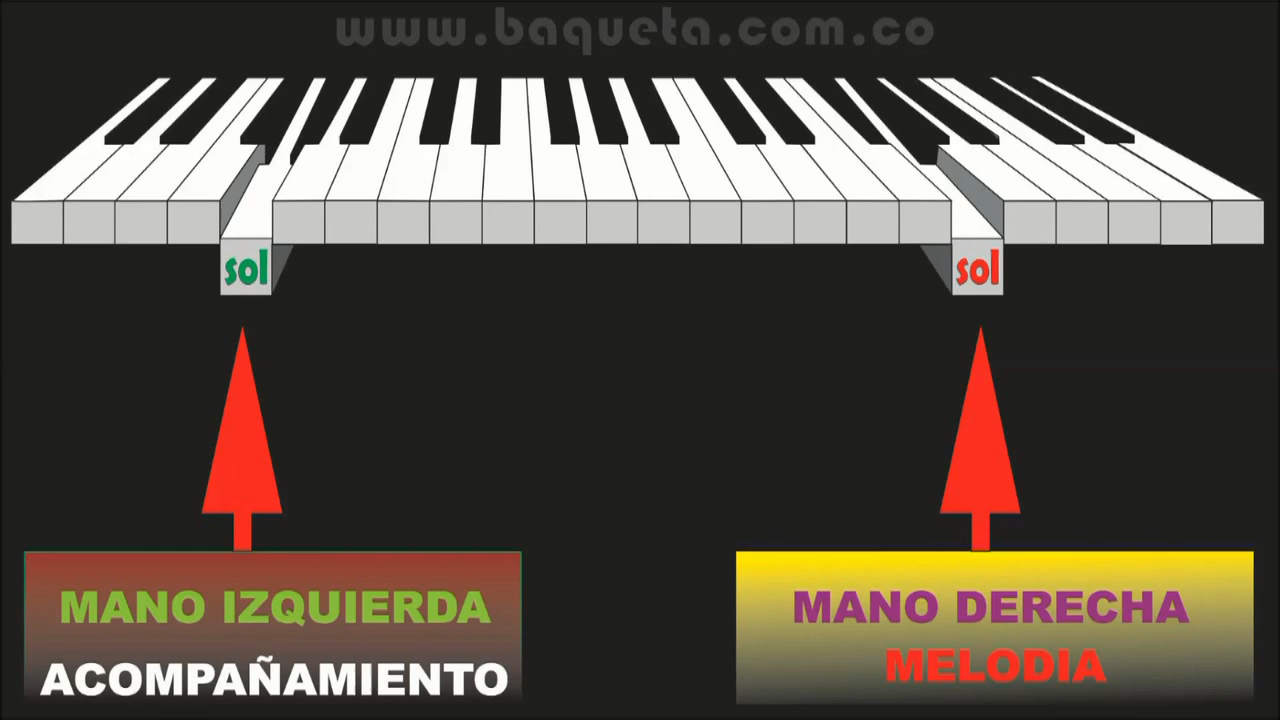 www.baqueta.com.co
sol
sol
MANO IZQUIERDA
ACOMPAÑAMIENTO
MANO DERECHA
MELODIA